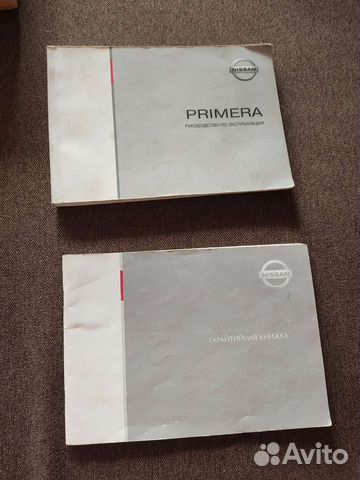 NISSAN
PRIMERA
РУКОВОДСТВО ПО ЭКСПЛУАТАЦИИ
NISSAN
ГАРАНТИЙНАЯ КНИЖКА
Avito